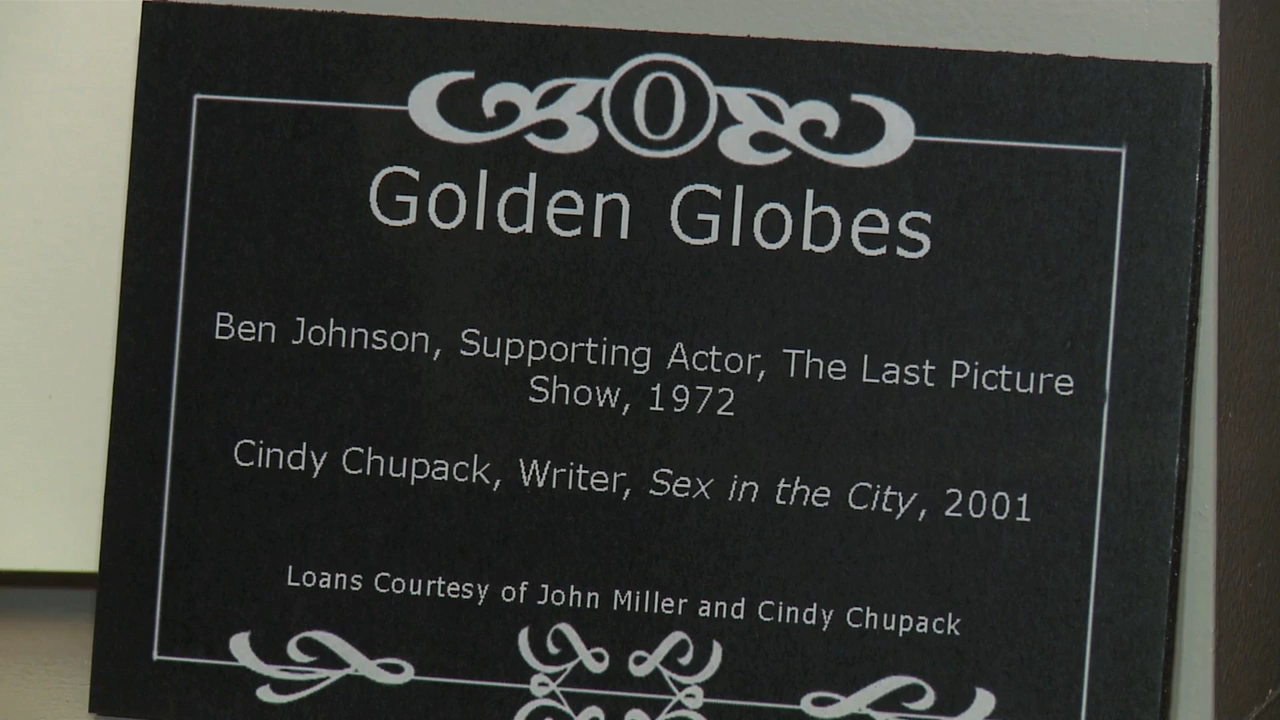 O
Golden Globes
Ben Johnson, Supporting Actor, The Last Picture
Show, 1972
Cindy Chupack, Writer, Sex in the City, 2001
Loans Courtesy of John Miller and Cindy Chupack